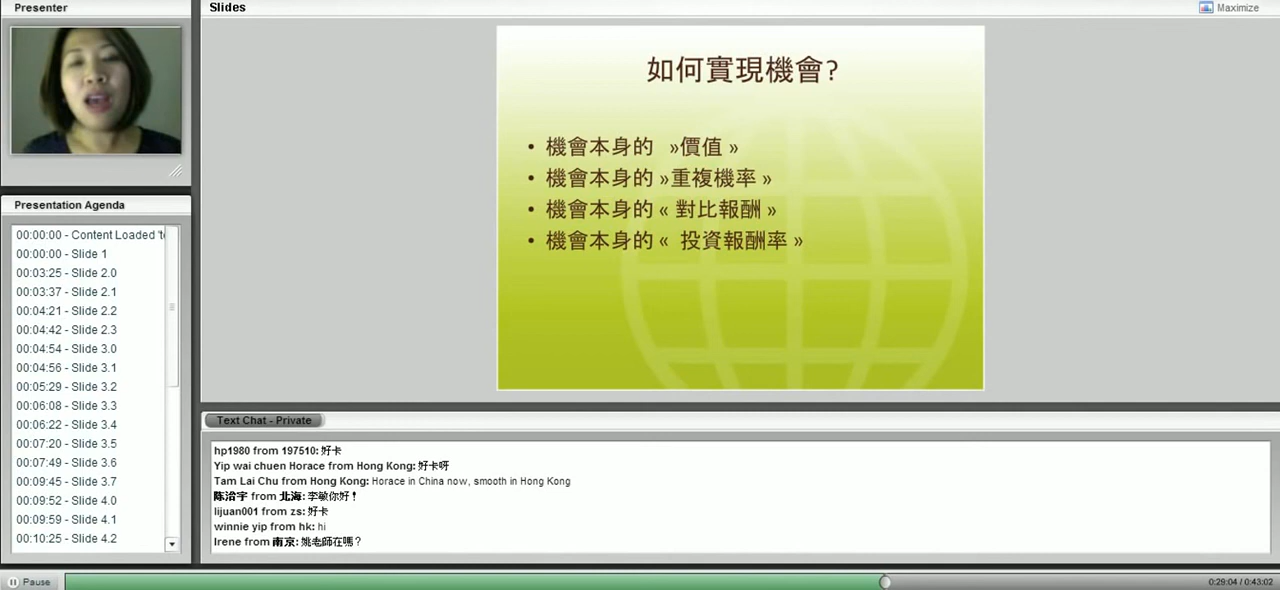 Presenter
Slides
Maximize
如何實現機會?
• 機會本身的 »價值 »
• 機會本身的 »重複機率 »
• 機會本身的 « 對比報酬 »
• 機會本身的 « 投資報酬率 »
Presentation Agenda
00:00:00 - Content Loaded 'te
00:00:00 - Slide 1
00:03:25 - Slide 2.0
00:03:37 - Slide 2.1
00:04:21 - Slide 2.2
00:04:42 - Slide 2.3
00:04:54 - Slide 3.0
00:04:56 - Slide 3.1
00:05:29 - Slide 3.2
00:06:08 - Slide 3.3
00:06:22 - Slide 3.4
00:07:20 - Slide 3.5
00:07:49 - Slide 3.6
00:09:45 - Slide 3.7
00:09:52 - Slide 4.0
00:09:59 - Slide 4.1
00:10:25 - Slide 4.2
Text Chat - Private
hp1980 from 197510: 好卡
Yip wai chuen Horace from Hong Kong: 好卡呀
Tam Lai Chu from Hong Kong: Horace in China now, smooth in Hong Kong
陈洽宇 from 北海: 李敏你好！
lijuan001 from zs: 好卡
winnie yip from hk: hi
Irene from 南京: 姚老師在嗎？
Pause
0:29:04 / 0:43:02